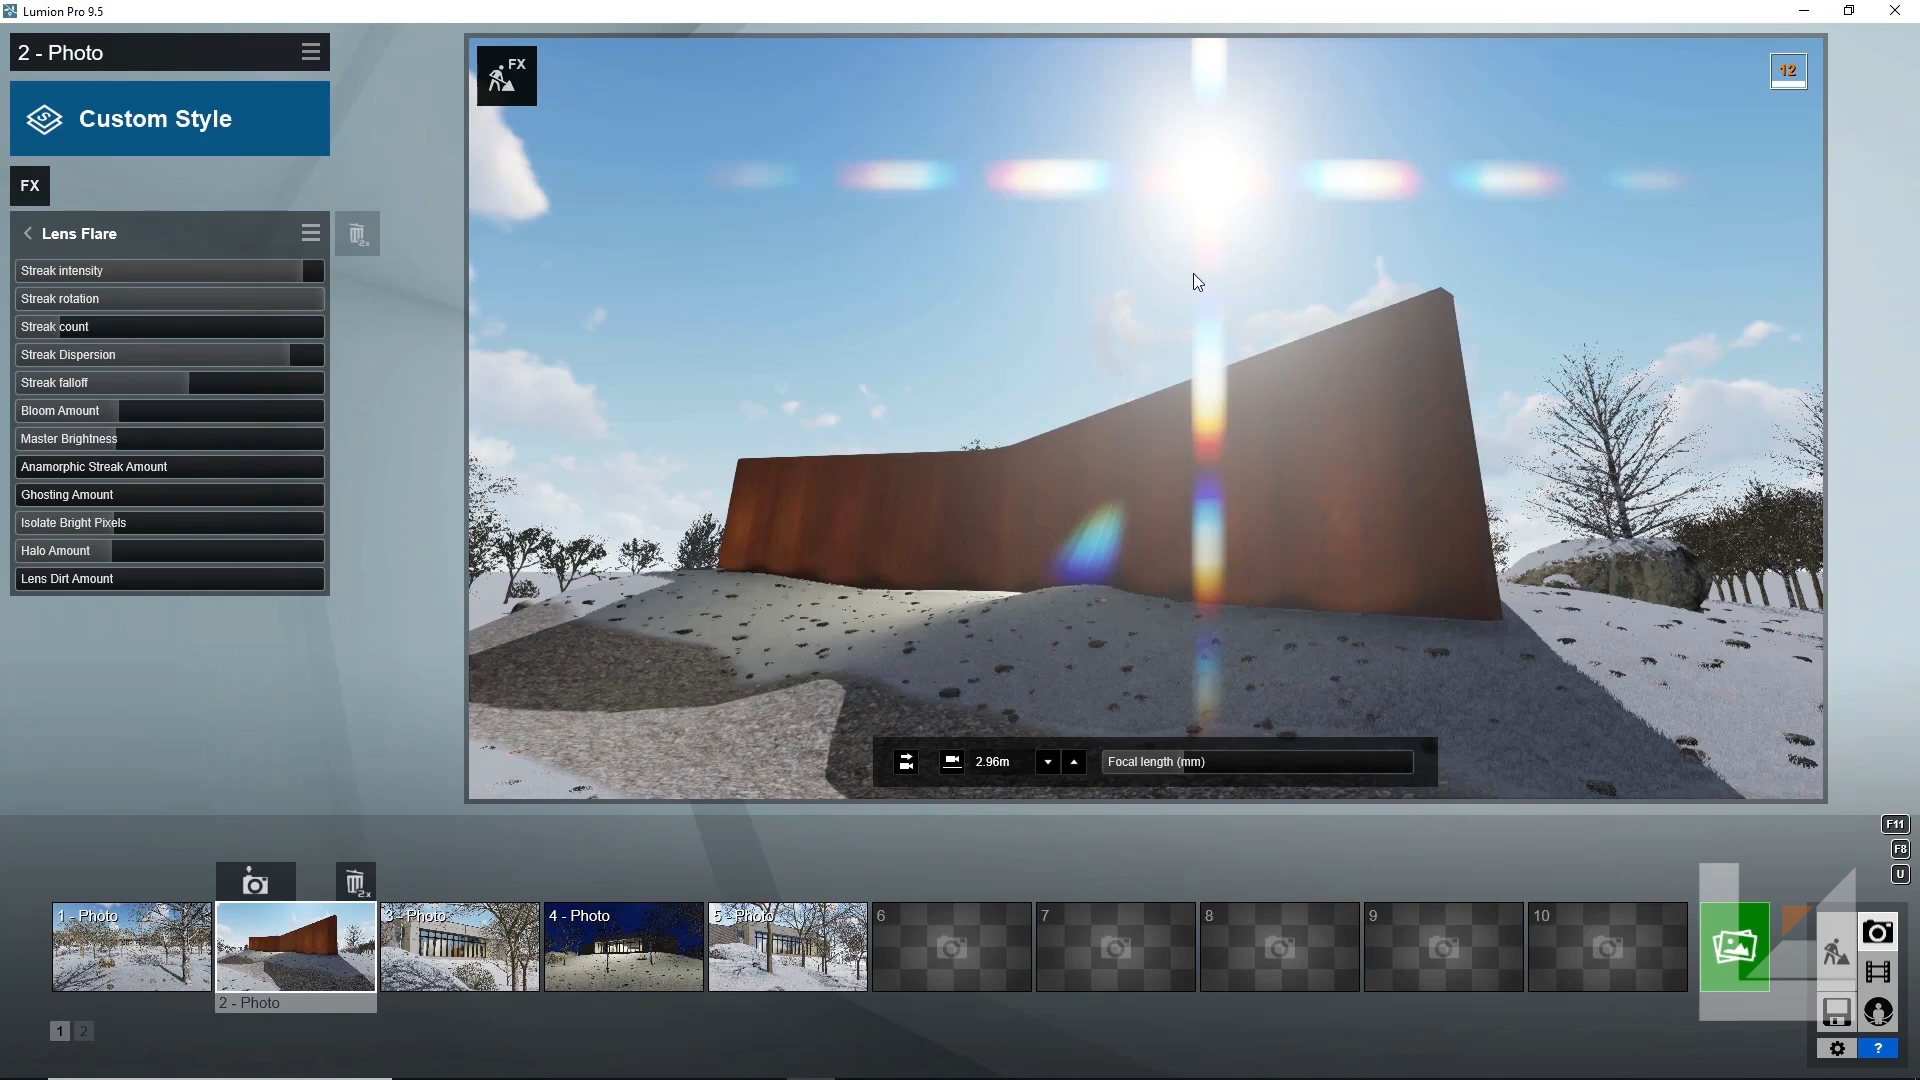 Lumion Pro 9.5
2 - Photo
Custom Style
FX
Lens Flare
2x
Streak intensity
Streak rotation
Streak count
Streak Dispersion
Streak falloff
Bloom Amount
Master Brightness
Anamorphic Streak Amount
Ghosting Amount
Isolate Bright Pixels
Halo Amount
Lens Dirt Amount
FX
12
2.96m
Focal length (mm)
F11
F8
U
2x
1 - Photo
3 - Photo
4 - Photo
5 - Photo
6
7
8
9
10
2 - Photo
1 2
?